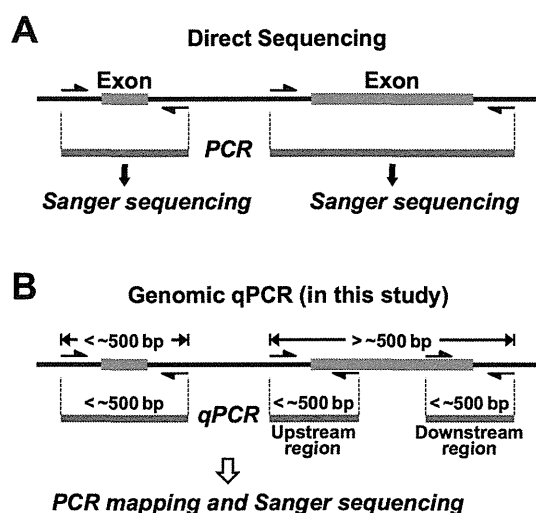 A
Direct Sequencing
Exon
Exon
PCR
Sanger sequencing
Sanger sequencing
B
Genomic qPCR (in this study)
<~500 bp
>~500 bp
<~500 bp
qPCR
<~500 bp
<~500 bp
Upstream
region
Downstream
region
PCR mapping and Sanger sequencing